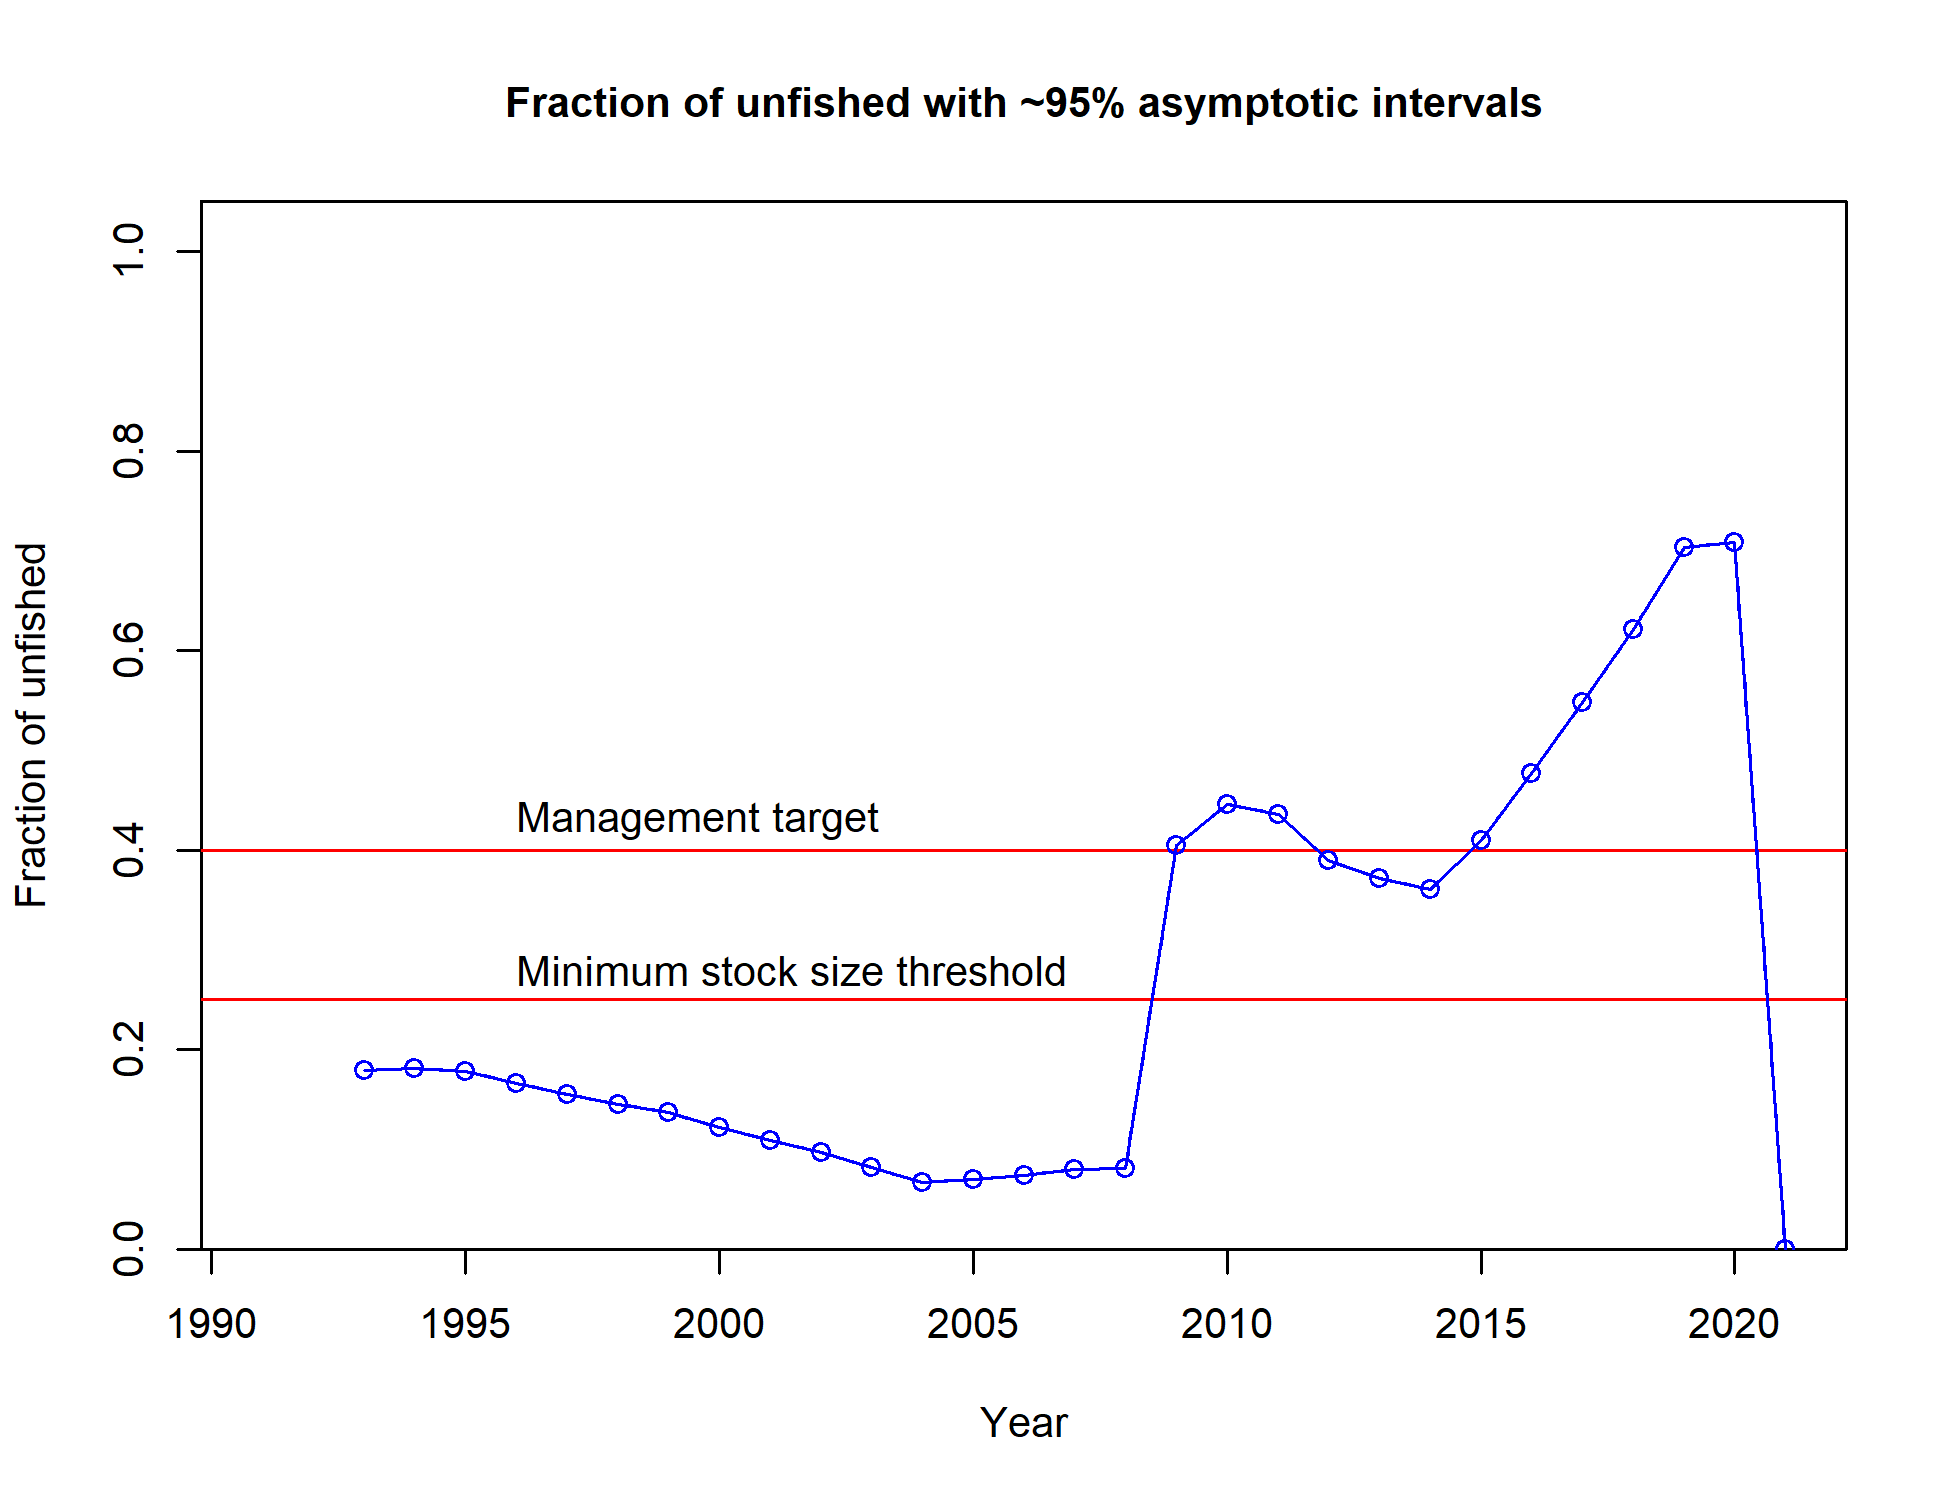 Fraction of unfished with ~95% asymptotic intervals
Fraction of unfished
1.0
0.8
0.6
0.4
0.2
0.0
Management target
Minimum stock size threshold
1990 1995 2000 2005 2010 2015 2020
Year